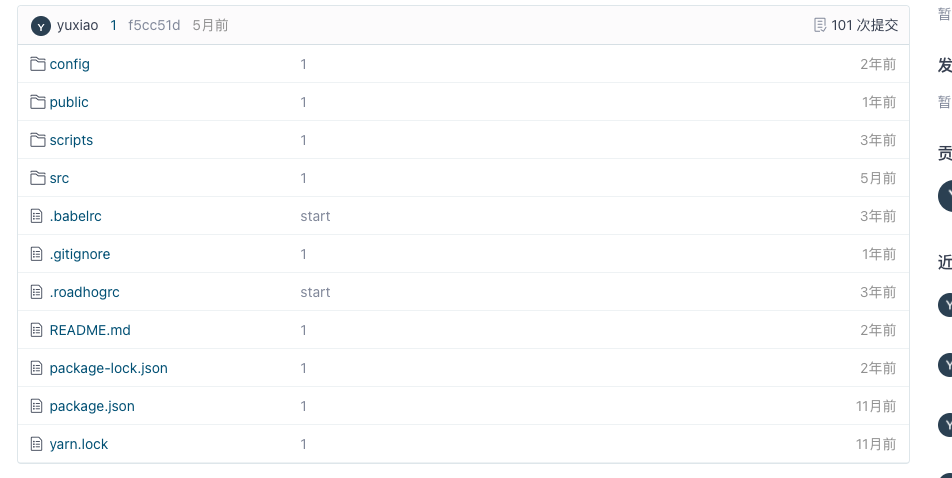 Y yuxiao 1 f5cc51d 5月前 101 次提交
暂
config 1 2年前
发
public 1 1年前
暂
scripts 1 3年前
贡
src 1 5月前
.babelrc start 3年前
.gitignore 1 1年前
近
.roadhogrc start 3年前
Y
README.md 1 2年前
package-lock.json 1 2年前
Y
package.json 1 11月前
Y
yarn.lock 1 11月前